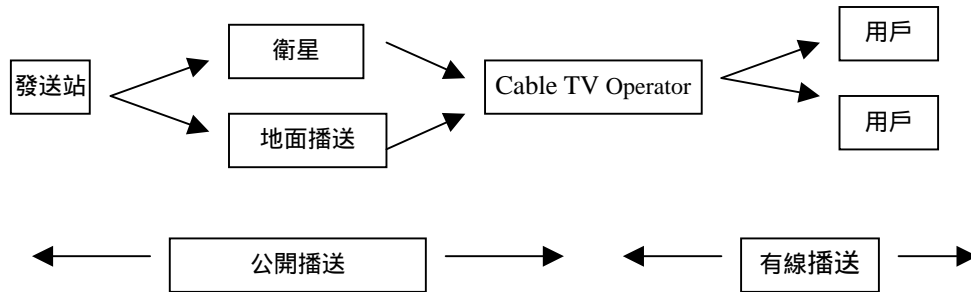 用戶
衛星
發送站
Cable TV Operator
地面播送
用戶
公開播送
有線播送